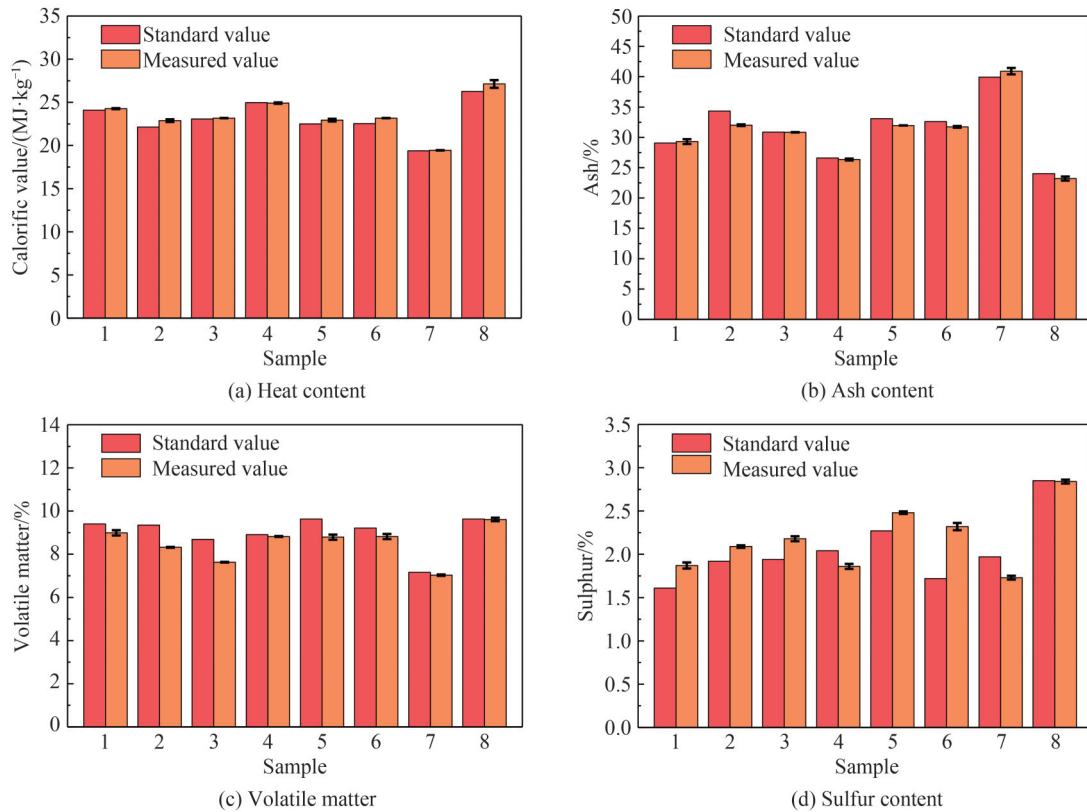 35
30
25
20
15
10
5
0
Calorific value/(MJ·kg⁻¹)
Standard value
Measured value
1 2 3 4 5 6 7 8
Sample
(a) Heat content
50
45
40
35
30
25
20
15
10
5
0
Ash/%
Standard value
Measured value
1 2 3 4 5 6 7 8
Sample
(b) Ash content
14
12
10
8
6
4
2
0
Volatile matter/%
Standard value
Measured value
1 2 3 4 5 6 7 8
Sample
(c) Volatile matter
3.5
3.0
2.5
2.0
1.5
1.0
0.5
0.0
Sulphur/%
Standard value
Measured value
1 2 3 4 5 6 7 8
Sample
(d) Sulfur content